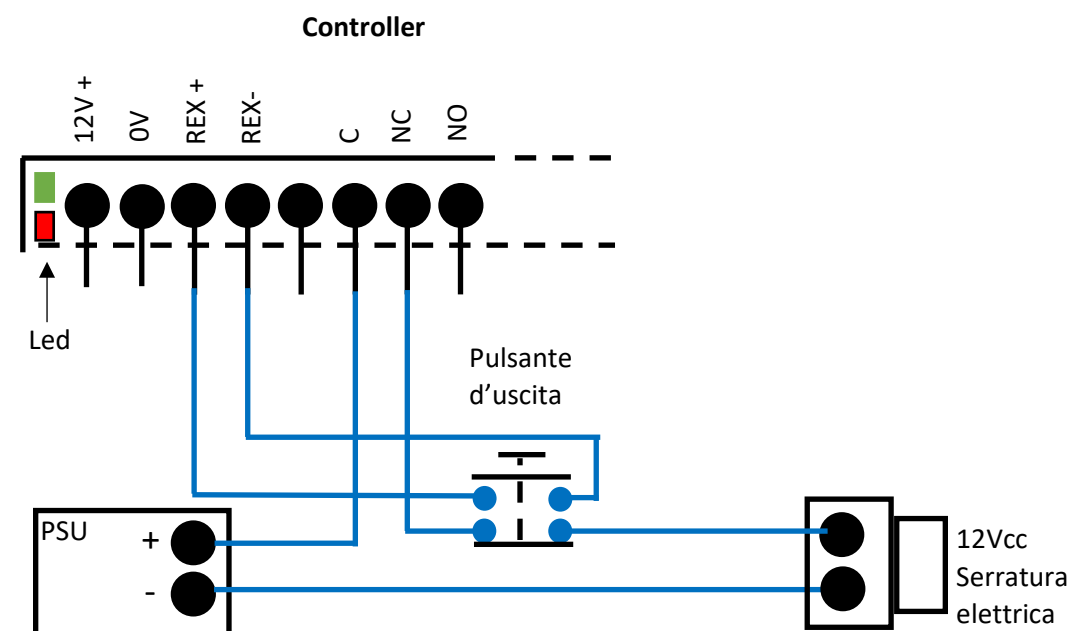 Controller
12V +
0V
REX +
REX-
C
NC
NO
Led
Pulsante
d’uscita
PSU
+
-
12Vcc
Serratura
elettrica